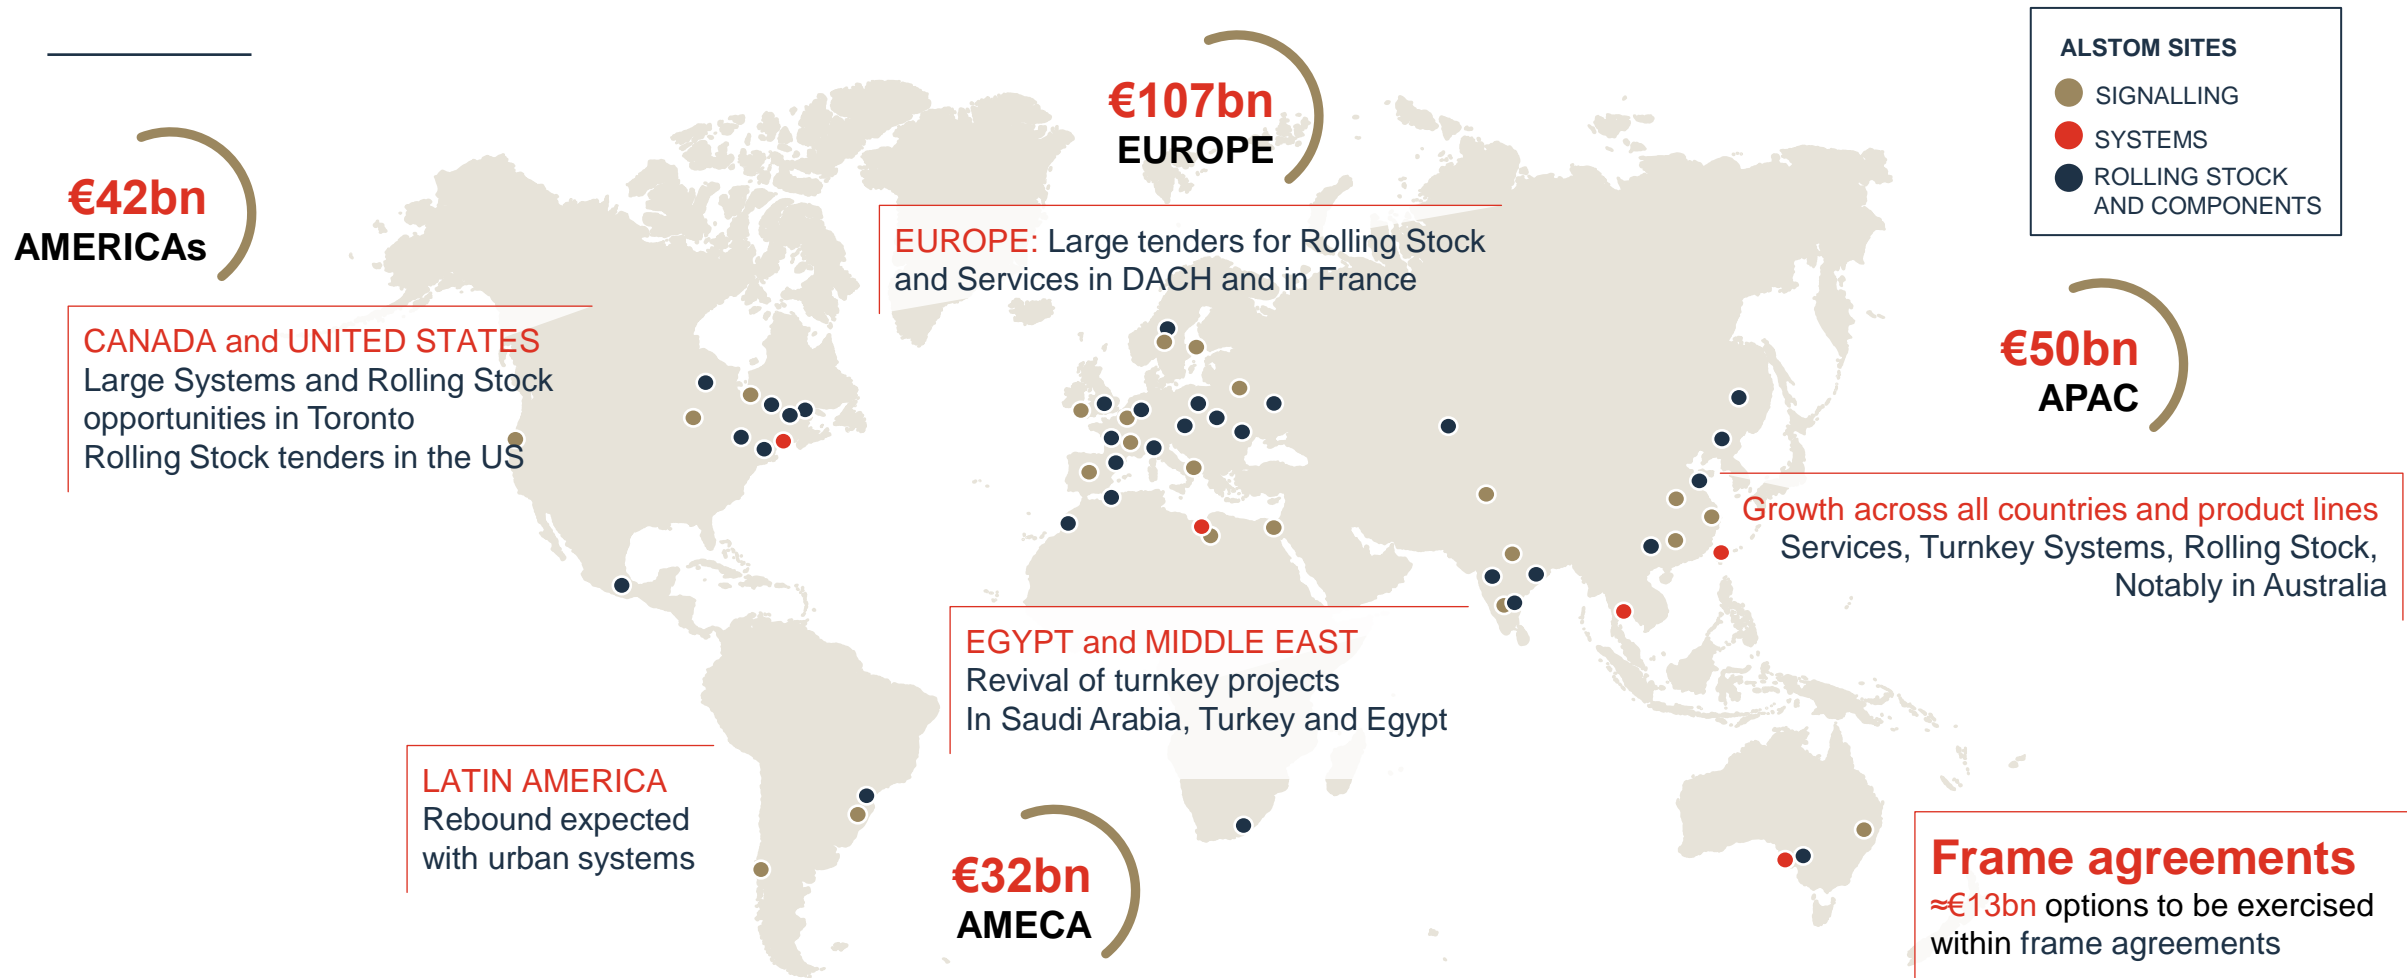 €107bn
EUROPE
ALSTOM SITES
SIGNALLING
SYSTEMS
ROLLING STOCK
AND COMPONENTS
€42bn
AMERICAs
EUROPE: Large tenders for Rolling Stock
and Services in DACH and in France
CANADA and UNITED STATES
Large Systems and Rolling Stock
opportunities in Toronto
Rolling Stock tenders in the US
€50bn
APAC
Growth across all countries and product lines
Services, Turnkey Systems, Rolling Stock,
Notably in Australia
EGYPT and MIDDLE EAST
Revival of turnkey projects
In Saudi Arabia, Turkey and Egypt
LATIN AMERICA
Rebound expected
with urban systems
€32bn
AMECA
Frame agreements
≈€13bn options to be exercised
within frame agreements